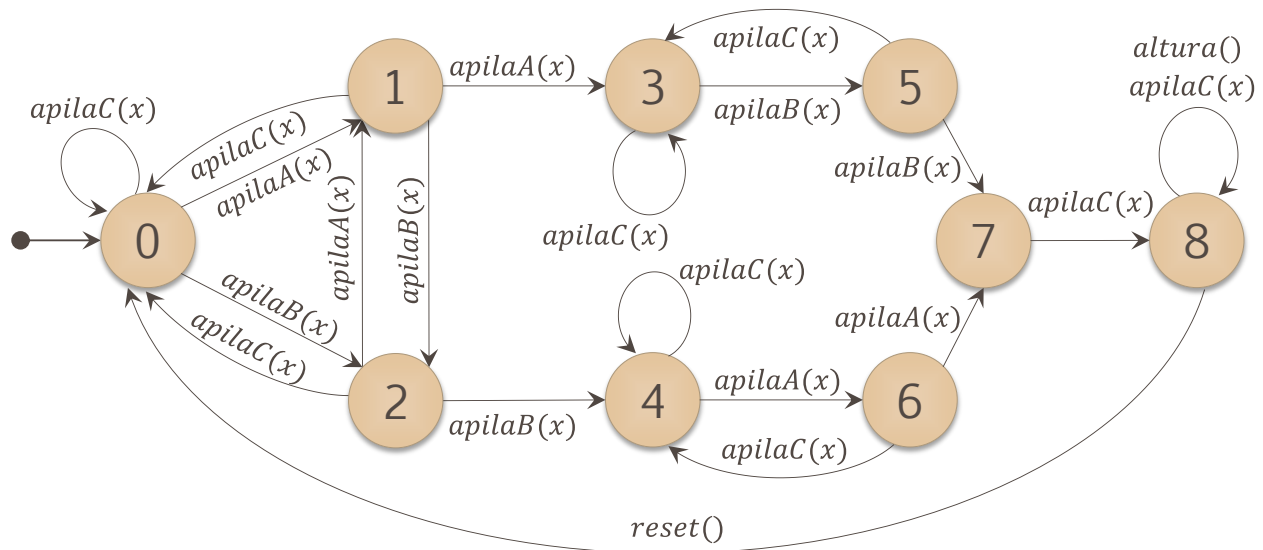 apilaC(x)
altura()
apilaA(x)
apilaC(x)
apilaC(x)
1
3
5
apilaB(x)
apilaC(x)
apilaA(x)
apilaB(x)
apilaA(x)
apilaB(x)
apilaC(x)
0
7
8
apilaC(x)
apilaC(x)
apilaB(x)
apilaA(x)
apilaC(x)
apilaA(x)
2
4
6
apilaB(x)
apilaC(x)
reset()